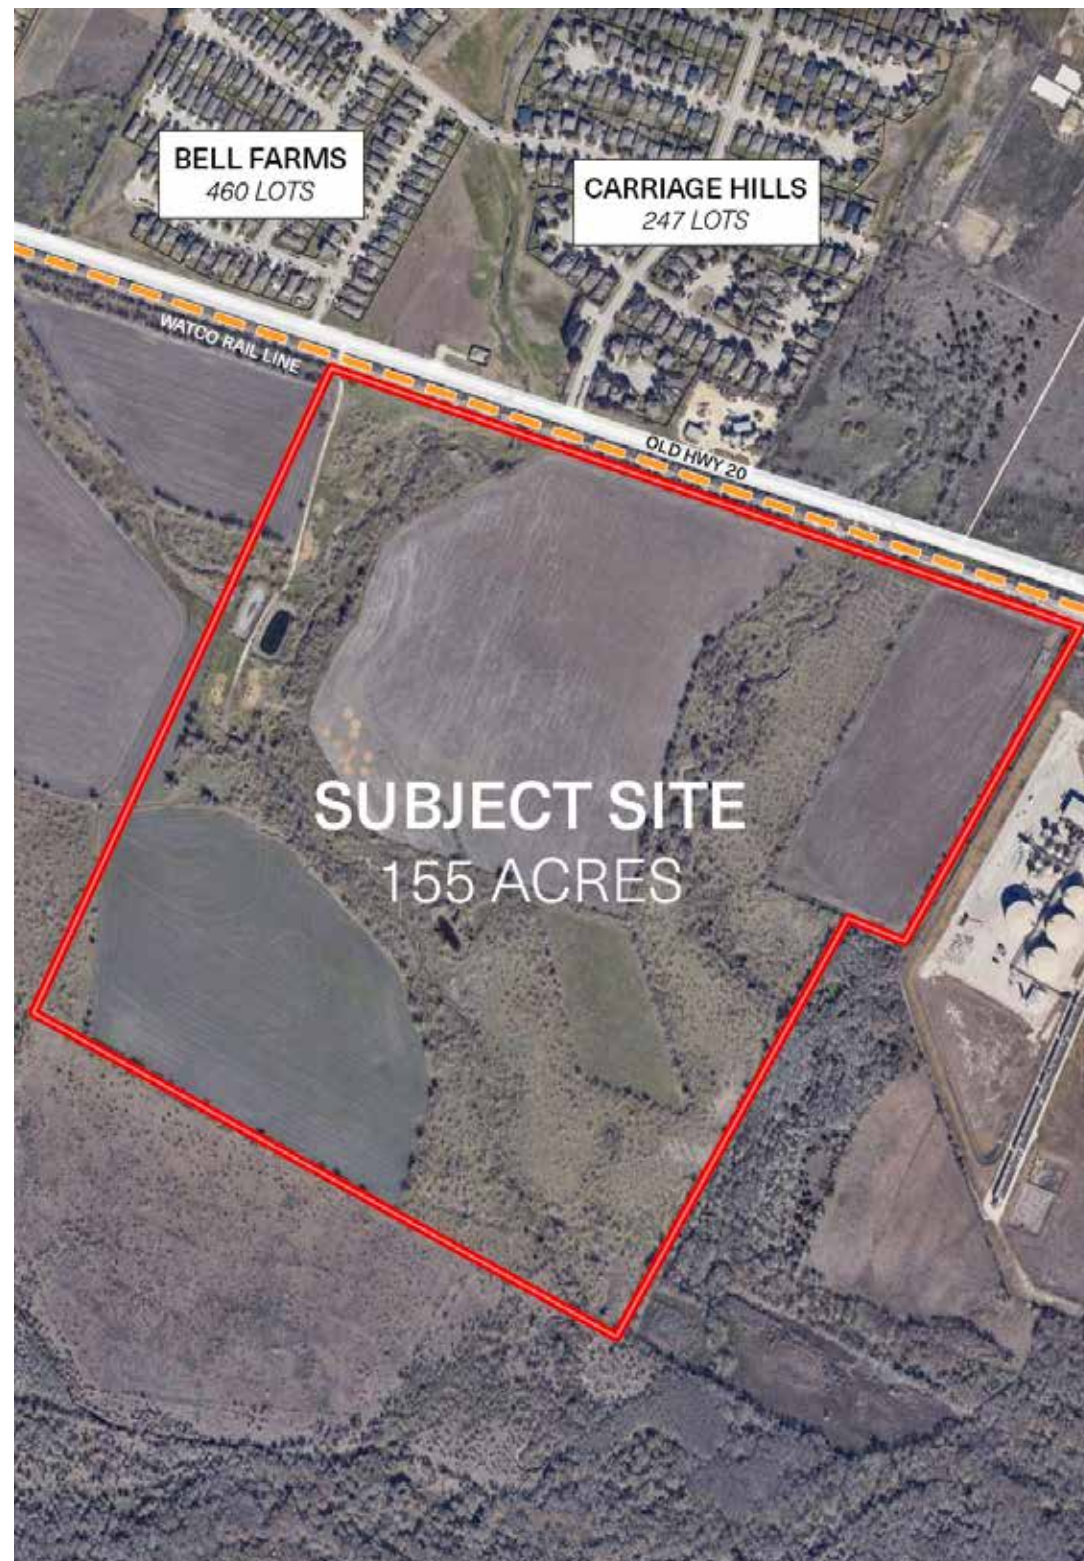 BELL FARMS
460 LOTS
CARRIAGE HILLS
247 LOTS
WATCO RAIL LINE
OLD HWY 20
SUBJECT SITE
155 ACRES